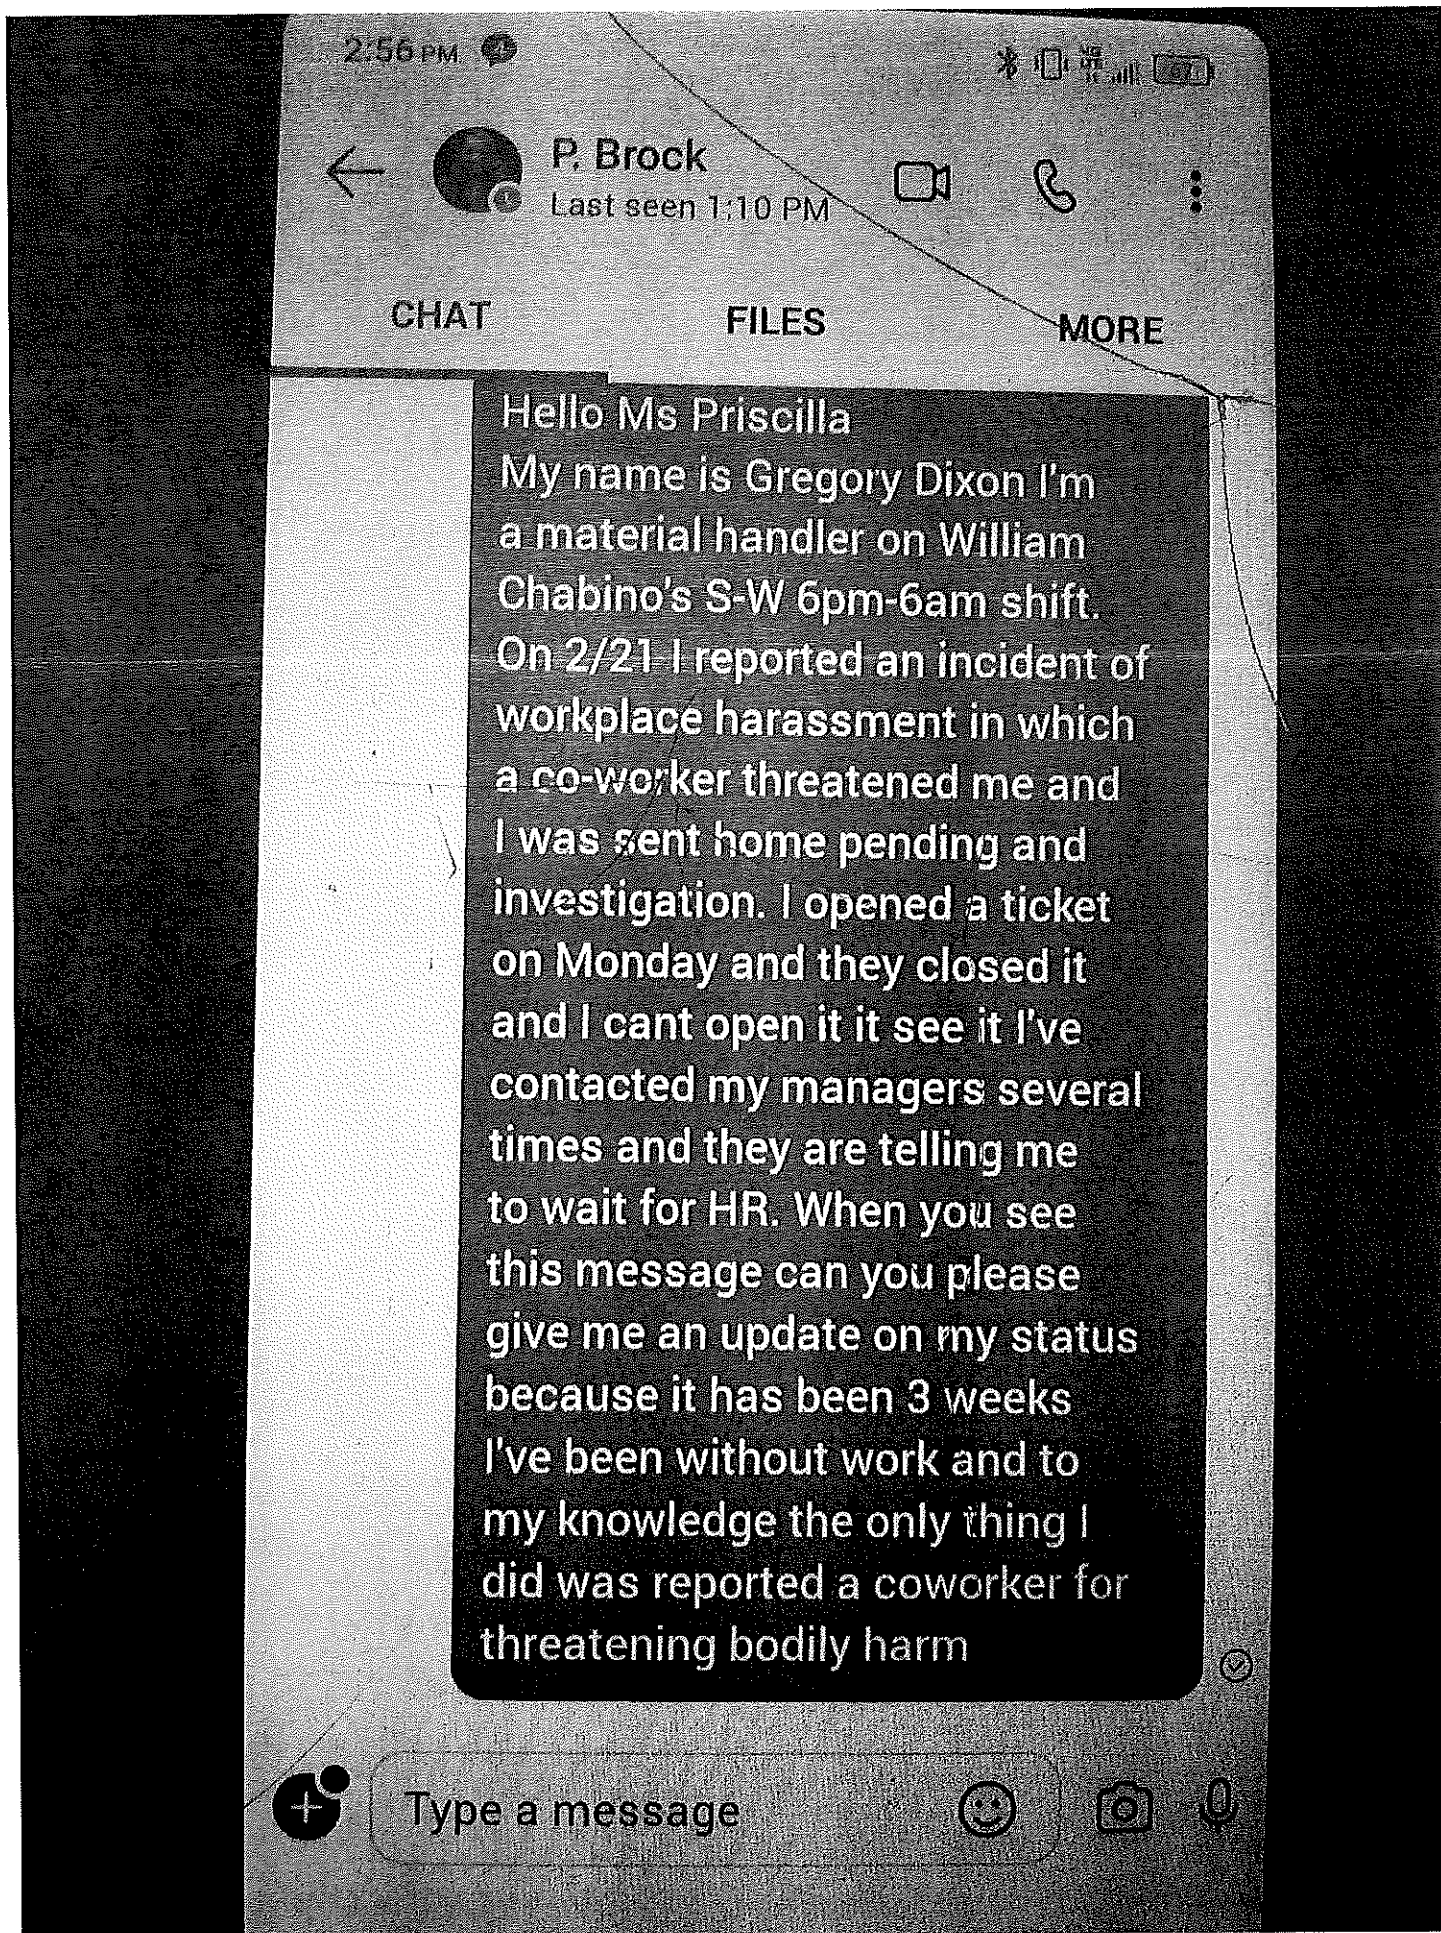 2:56 PM
P. Brock
Last seen 1:10 PM
CHAT FILES MORE
Hello Ms Priscilla
My name is Gregory Dixon I'm
a material handler on William
Chabino's S-W 6pm-6am shift.
On 2/21 I reported an incident of
workplace harassment in which
a co-worker threatened me and
I was sent home pending and
investigation. I opened a ticket
on Monday and they closed it
and I cant open it it see it I've
contacted my managers several
times and they are telling me
to wait for HR. When you see
this message can you please
give me an update on my status
because it has been 3 weeks
I've been without work and to
my knowledge the only thing I
did was reported a coworker for
threatening bodily harm
Type a message